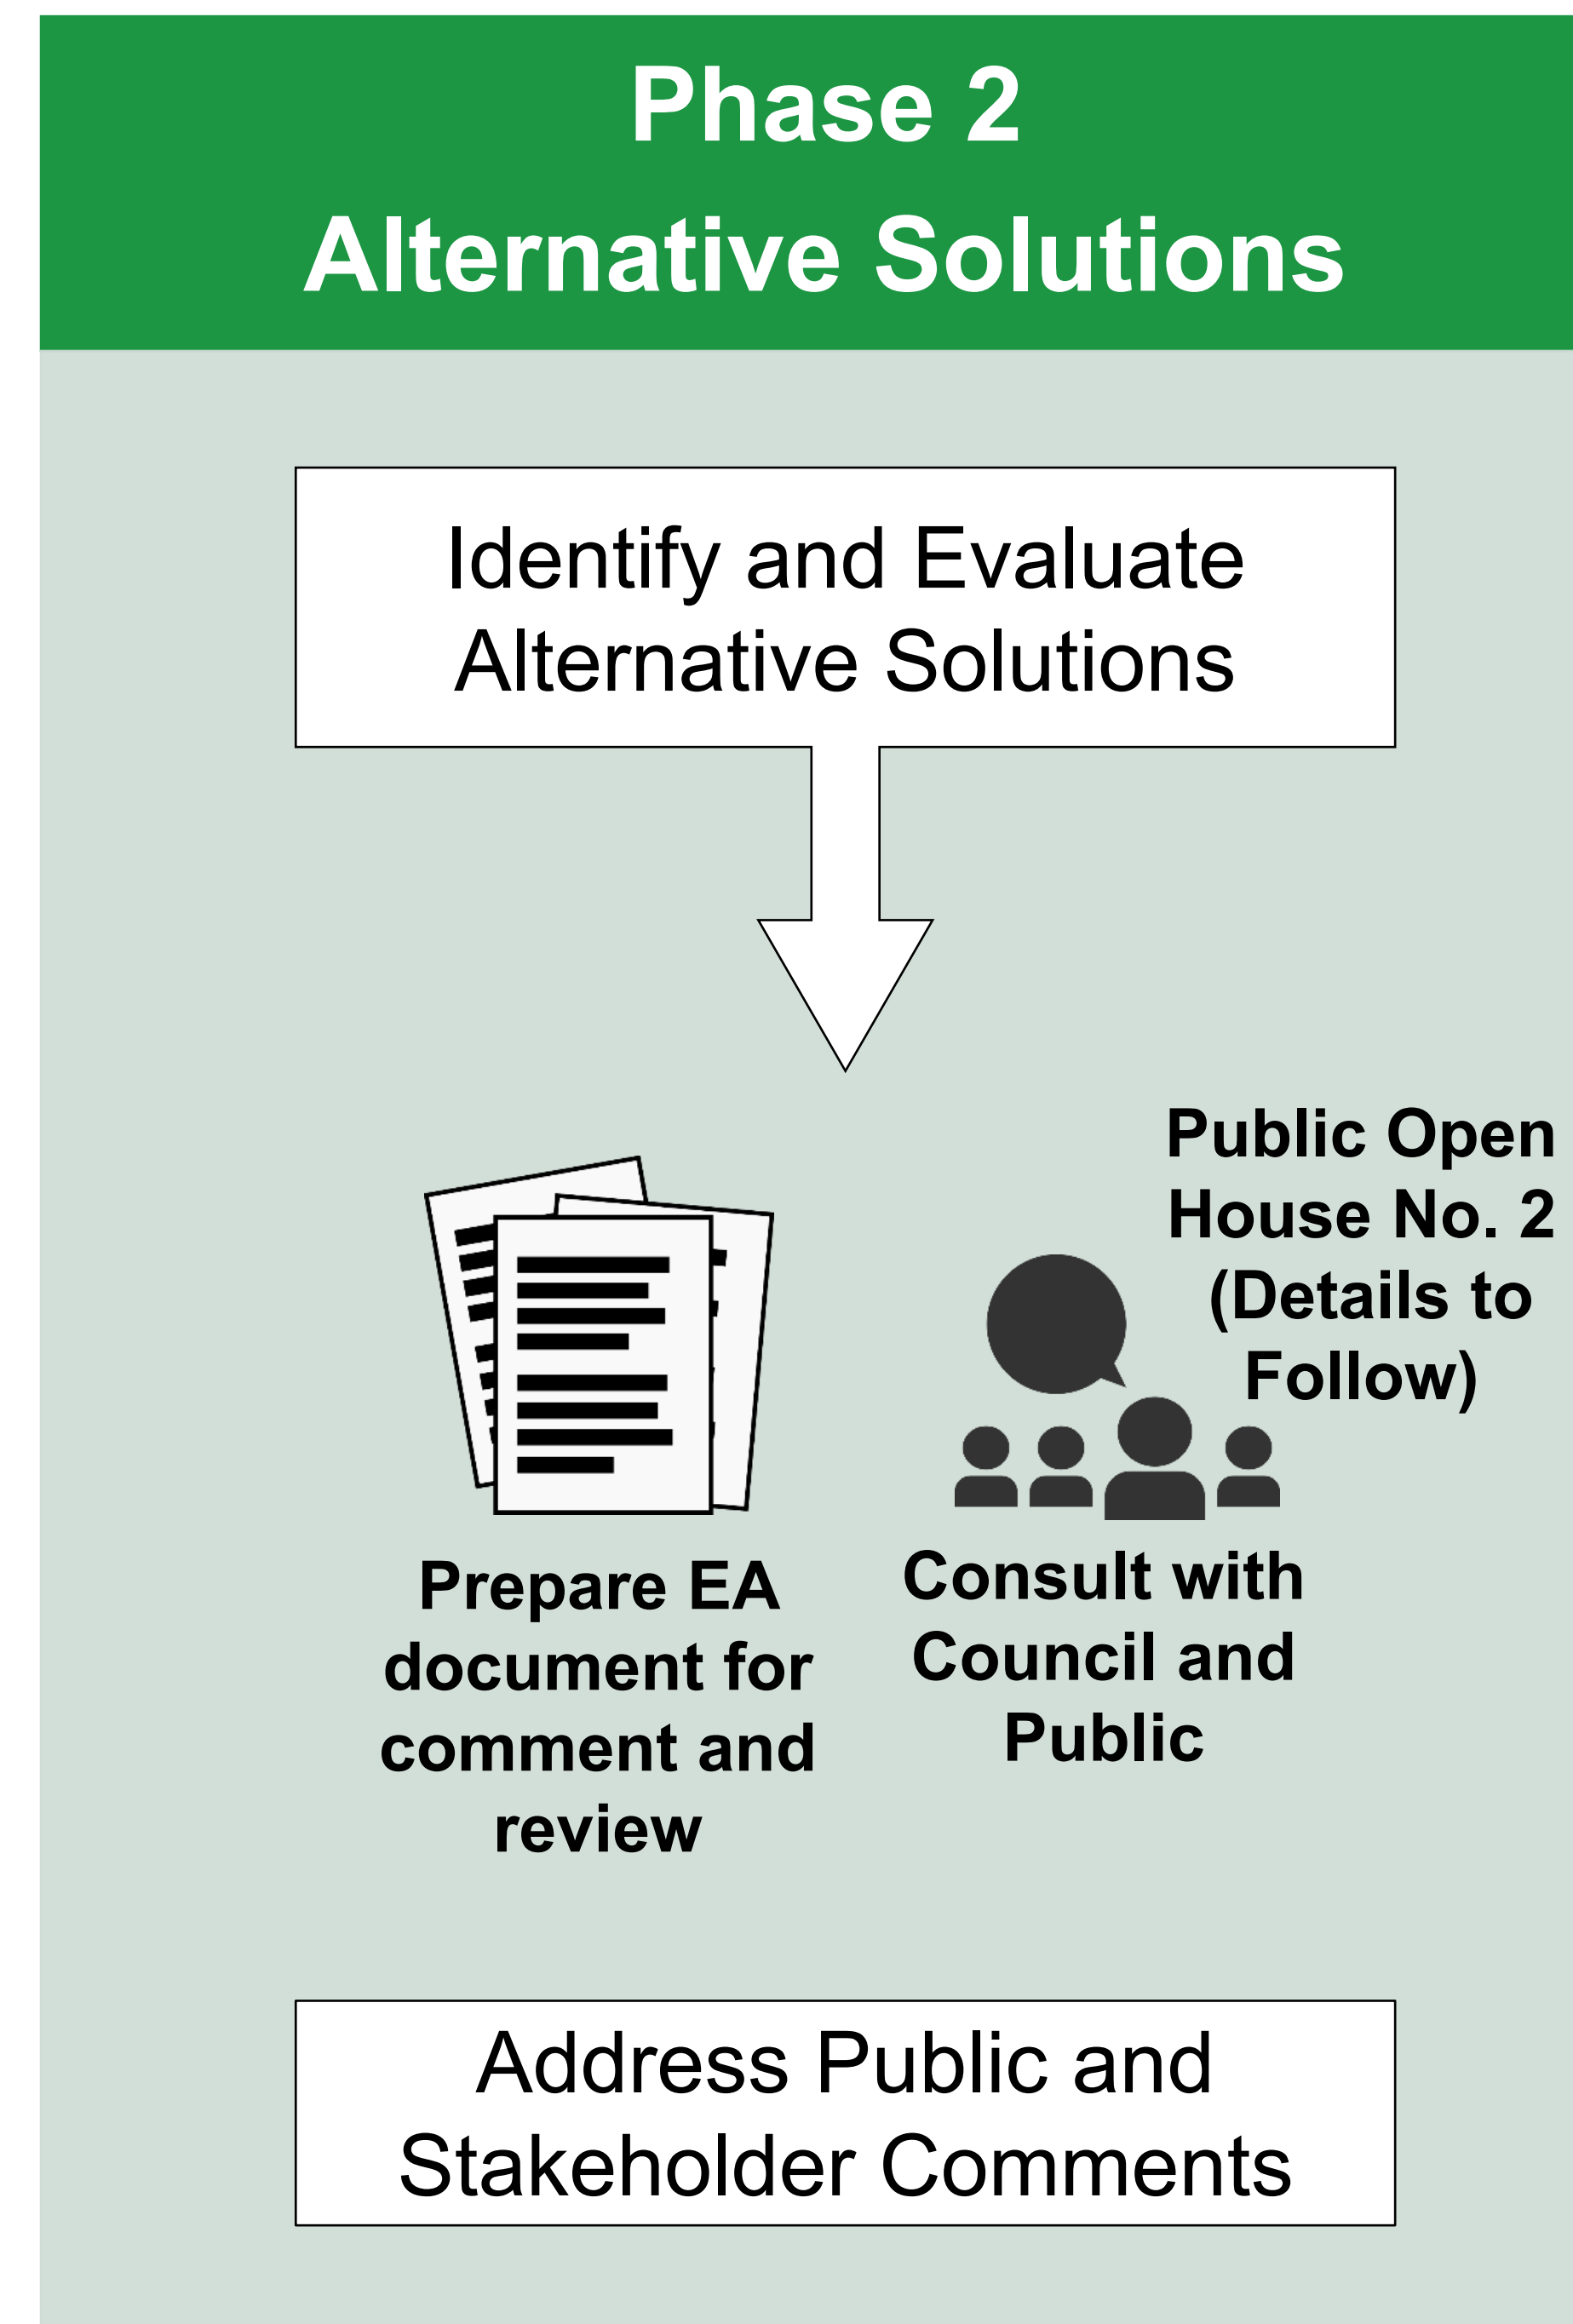 Phase 2
Alternative Solutions
Identify and Evaluate
Alternative Solutions
Public Open
House No. 2
(Details to
Follow)
Prepare EA
document for
comment and
review
Consult with
Council and
Public
Address Public and
Stakeholder Comments